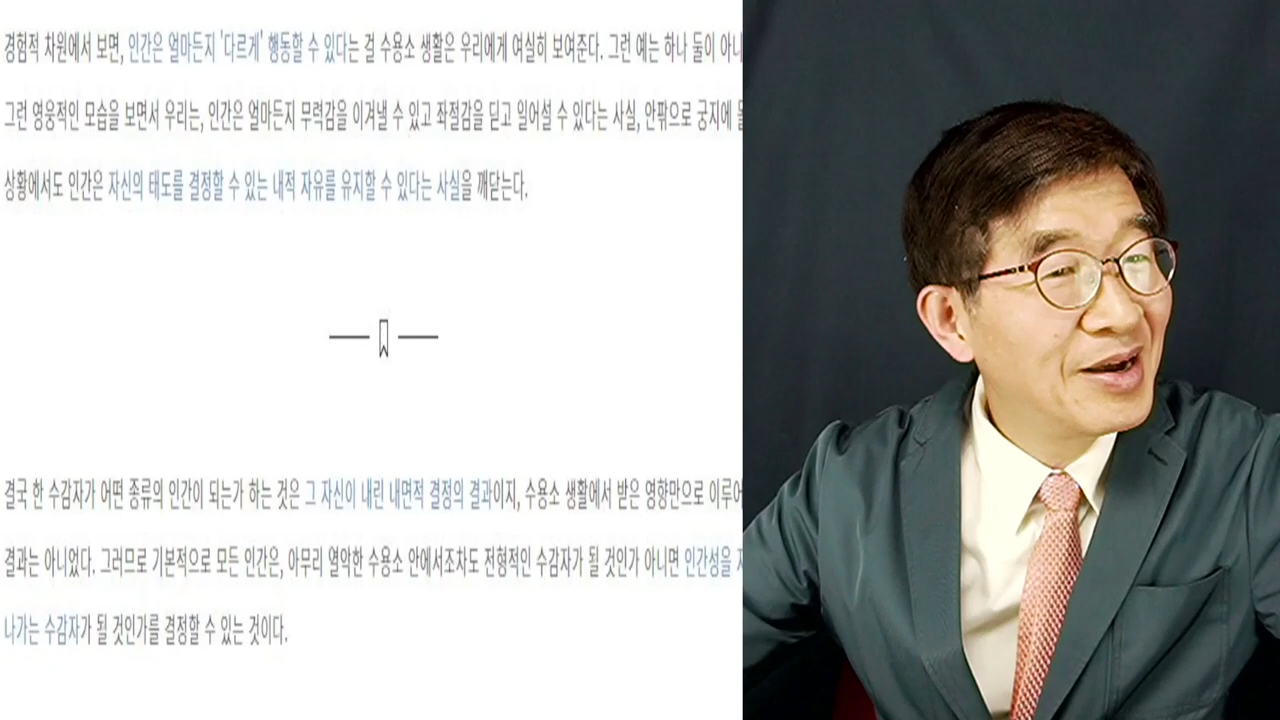 경험적 차원에서 보면, 인간은 얼마든지 '다르게' 행동할 수 있다는 걸 수용소 생활은 우리에게 여실히 보여준다. 그런 예는 하나 둘이 아니
그런 영웅적인 모습을 보면서 우리는, 인간은 얼마든지 무력감을 이겨낼 수 있고 좌절감을 딛고 일어설 수 있다는 사실, 안팎으로 궁지에
상황에서도 인간은 자신의 태도를 결정할 수 있는 내적 자유를 유지할 수 있다는 사실을 깨닫는다.
결국 한 수감자가 어떤 종류의 인간이 되는가 하는 것은 그 자신이 내린 내면적 결정의 결과이지, 수용소 생활에서 받은 영향만으로
결과는 아니었다. 그러므로 기본적으로 모든 인간은, 아무리 열악한 수용소 안에서조차도 전형적인 수감자가 될 것인가 아니면 인간성을
나가는 수감자가 될 것인가를 결정할 수 있는 것이다.